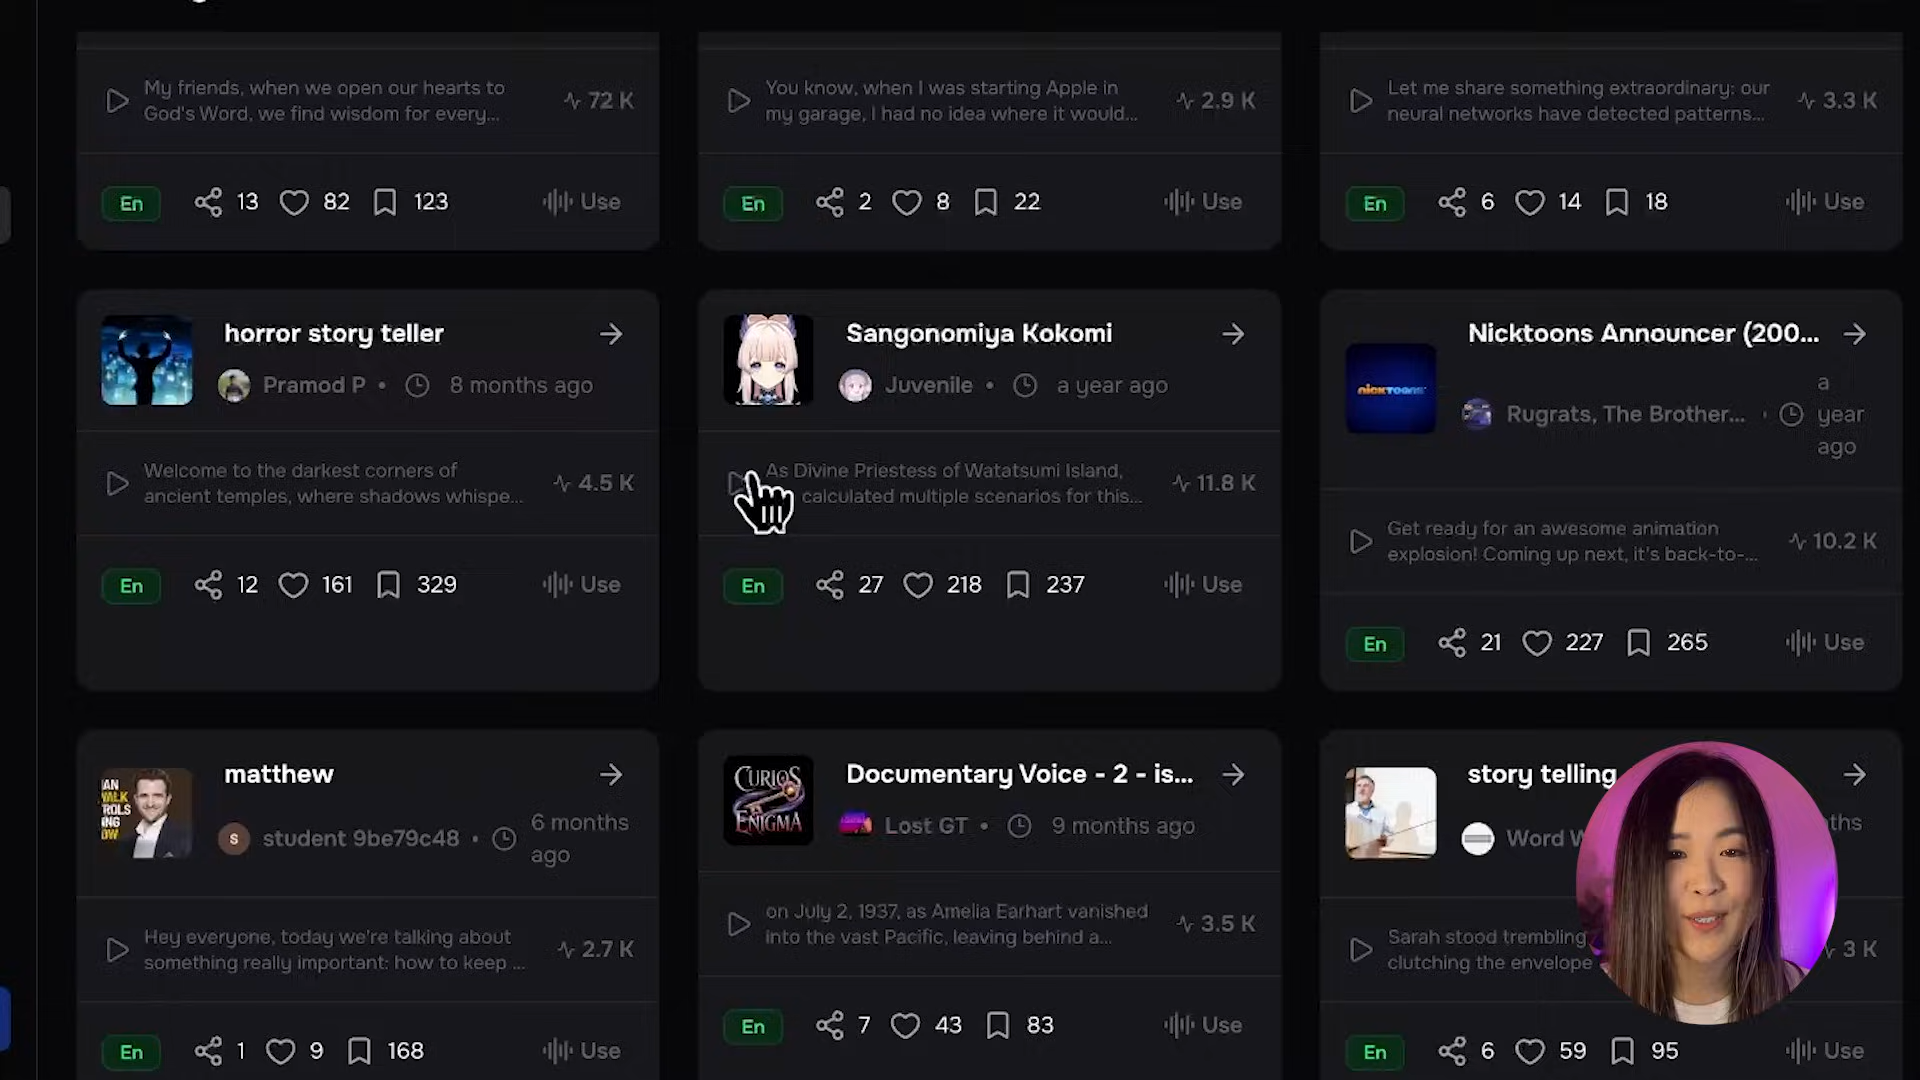 My friends, when we open our hearts to
God's Word, we find wisdom for every...
72 K
En
13
82
123
Use
You know, when I was starting Apple in
my garage, I had no idea where it would...
2.9 K
En
2
8
22
Use
Let me share something extraordinary: our
neural networks have detected patterns...
3.3 K
En
6
14
18
Use
horror story teller
Pramod P • 8 months ago
Welcome to the darkest corners of
ancient temples, where shadows whispe...
4.5 K
En
12
161
329
Use
Sangonomiya Kokomi
Juvenile • a year ago
As Divine Priestess of Watatsumi Island,
calculated multiple scenarios for this...
11.8 K
En
27
218
237
Use
nicktoons
Nicktoons Announcer (200...
Rugrats, The Brother... •
a
year
ago
Get ready for an awesome animation
explosion! Coming up next, it's back-to-...
10.2 K
En
21
227
265
Use
AN
WALK
TROLS
ING
OW
matthew
S
student 9be79c48 •
6 months
ago
Hey everyone, today we're talking about
something really important: how to keep ...
2.7 K
En
1
9
168
Use
CURIOS
ENIGMA
Documentary Voice - 2 - is...
Lost GT • 9 months ago
on July 2, 1937, as Amelia Earhart vanished
into the vast Pacific, leaving behind a...
3.5 K
En
7
43
83
Use
story telling
Word
Sarah stood trembling
clutching the envelope
3 K
En
6
59
95
Use